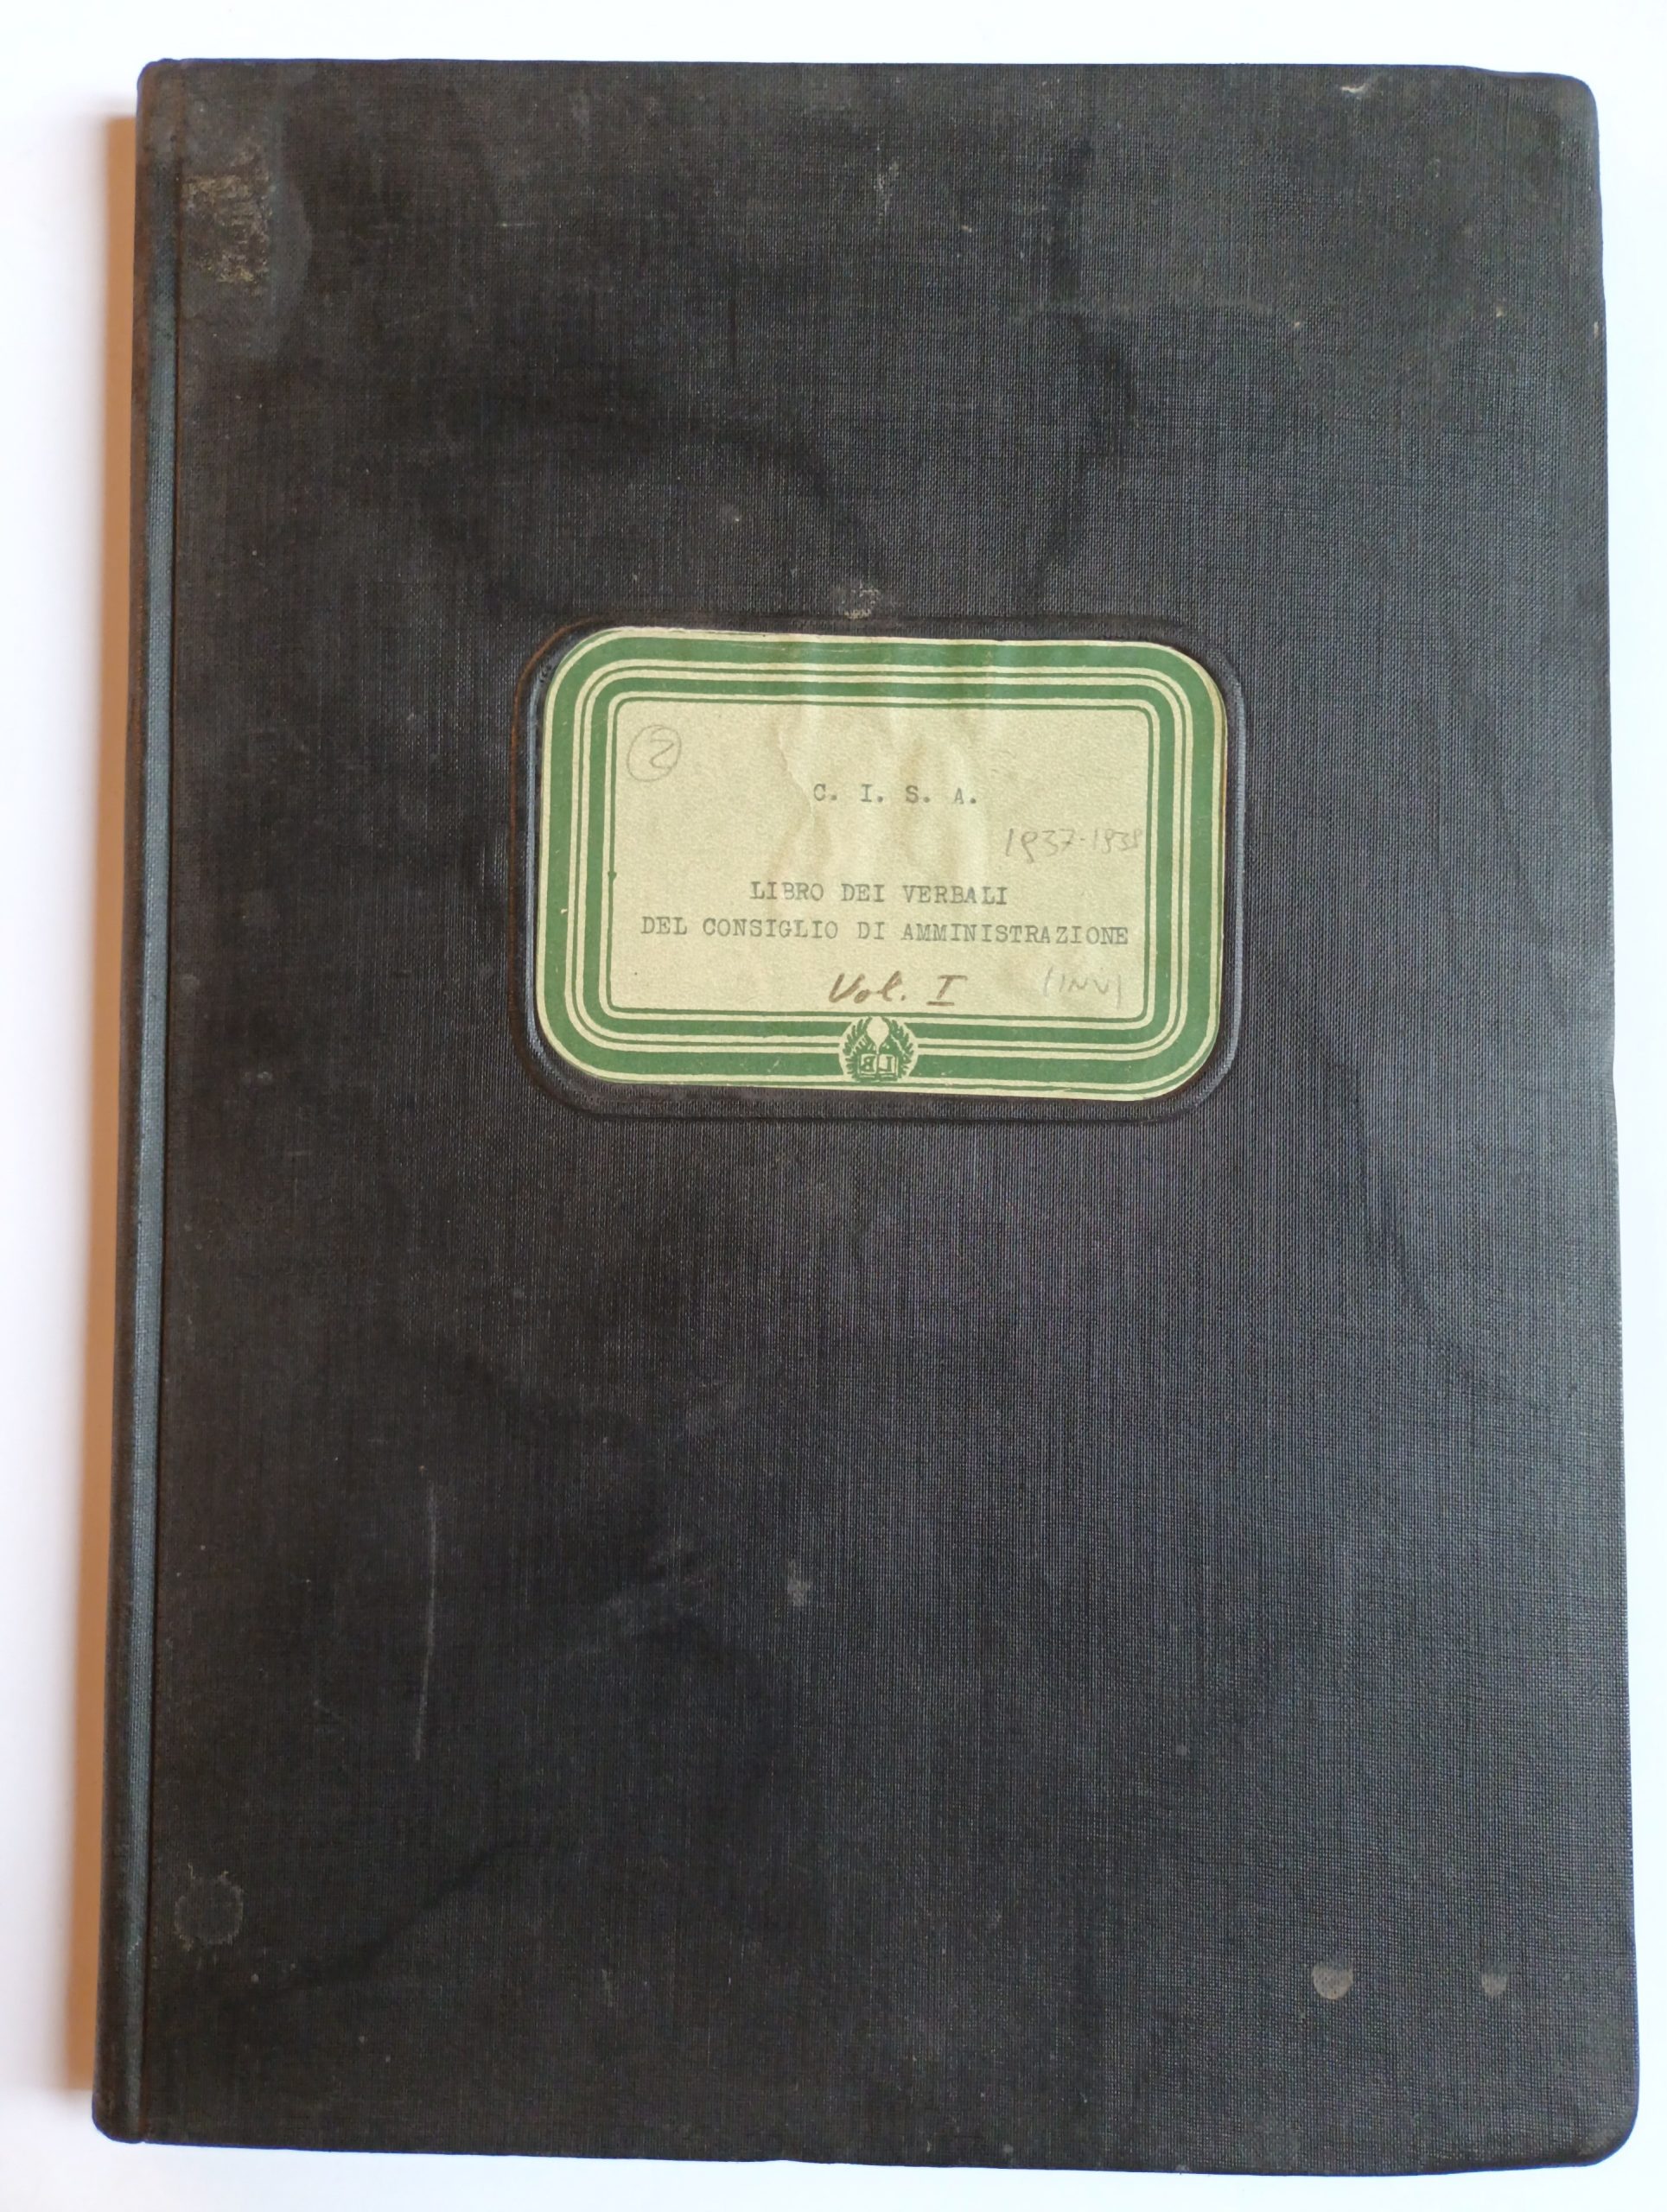 2
C. I. S. A.
1937-1938
LIBRO DEI VERBALI
DEL CONSIGLIO DI AMMINISTRAZIONE
Vol. I